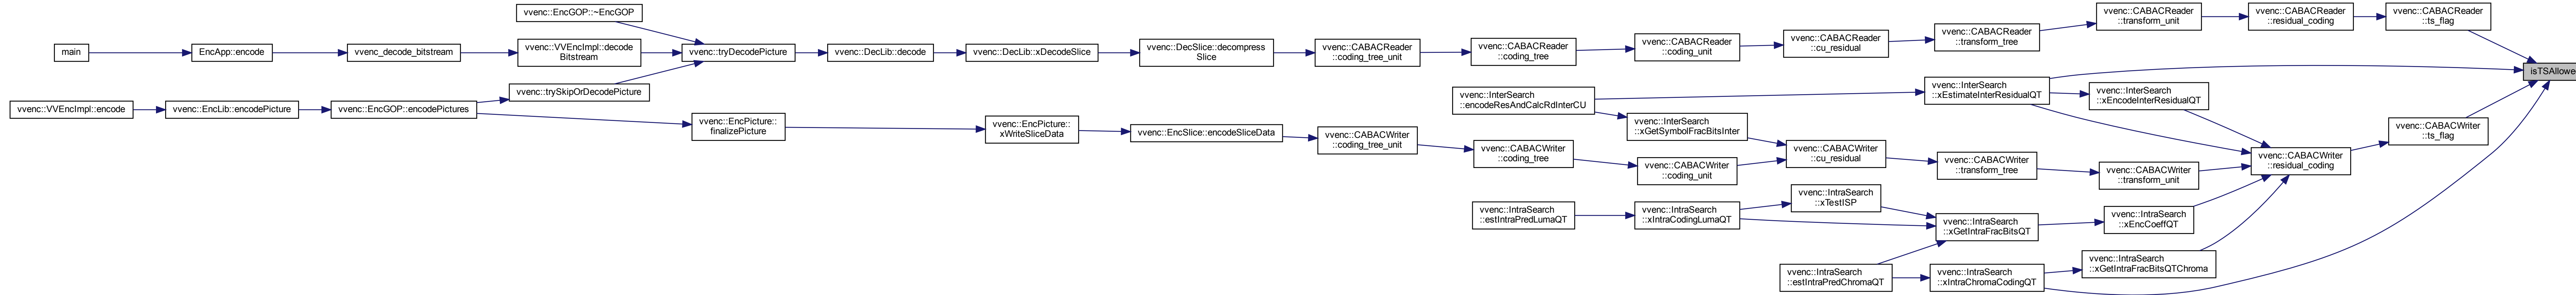 main
EncApp::encode
vvenc_decode_bitstream
vvenc::EncGOP::~EncGOP
vvenc::VVEncImpl::decode
Bitstream
vvenc::trySkipOrDecodePicture
vvenc::tryDecodePicture
vvenc::DecLib::decode
vvenc::DecLib::xDecodeSlice
vvenc::DecSlice::decompress
Slice
vvenc::CABACReader
::coding_tree_unit
vvenc::CABACReader
::coding_tree
vvenc::CABACReader
::coding_unit
vvenc::CABACReader
::cu_residual
vvenc::CABACReader
::transform_tree
vvenc::CABACReader
::transform_unit
vvenc::CABACReader
::residual_coding
vvenc::CABACReader
::ts_flag
isTSAllowe
vvenc::VVEncImpl::encode
vvenc::EncLib::encodePicture
vvenc::EncGOP::encodePictures
vvenc::EncPicture::
finalizePicture
vvenc::EncPicture::
xWriteSliceData
vvenc::EncSlice::encodeSliceData
vvenc::CABACWriter
::coding_tree_unit
vvenc::CABACWriter
::coding_tree
vvenc::CABACWriter
::coding_unit
vvenc::InterSearch
::encodeResAndCalcRdInterCU
vvenc::InterSearch
::xGetSymbolFracBitsInter
vvenc::CABACWriter
::cu_residual
vvenc::InterSearch
::xEstimateInterResidualQT
vvenc::InterSearch
::xEncodeInterResidualQT
vvenc::CABACWriter
::transform_tree
vvenc::CABACWriter
::transform_unit
vvenc::CABACWriter
::residual_coding
vvenc::CABACWriter
::ts_flag
vvenc::IntraSearch
::estIntraPredLumaQT
vvenc::IntraSearch
::xIntraCodingLumaQT
vvenc::IntraSearch
::xTestISP
vvenc::IntraSearch
::xGetIntraFracBitsQT
vvenc::IntraSearch
::xEncCoeffQT
vvenc::IntraSearch
::estIntraPredChromaQT
vvenc::IntraSearch
::xIntraChromaCodingQT
vvenc::IntraSearch
::xGetIntraFracBitsQTChroma